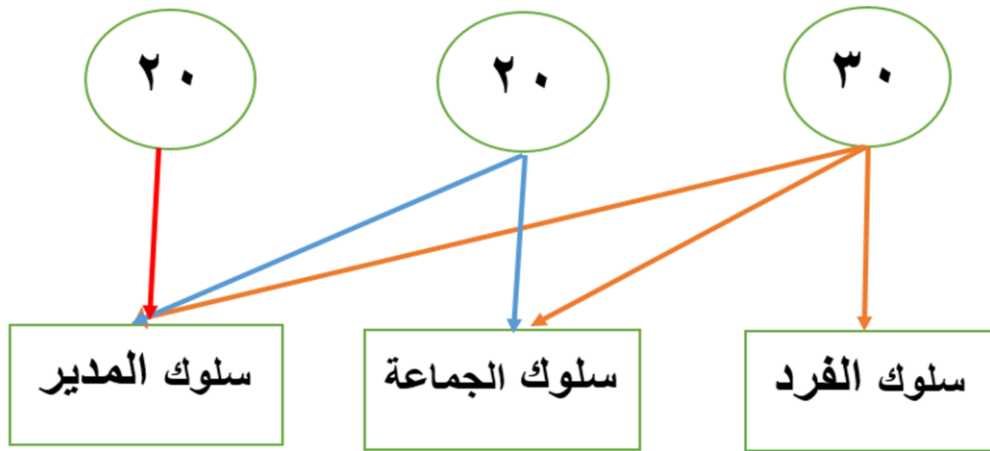 ٣٠
٢٠
٢٠
سلوك الفرد
سلوك الجماعة
سلوك المدير